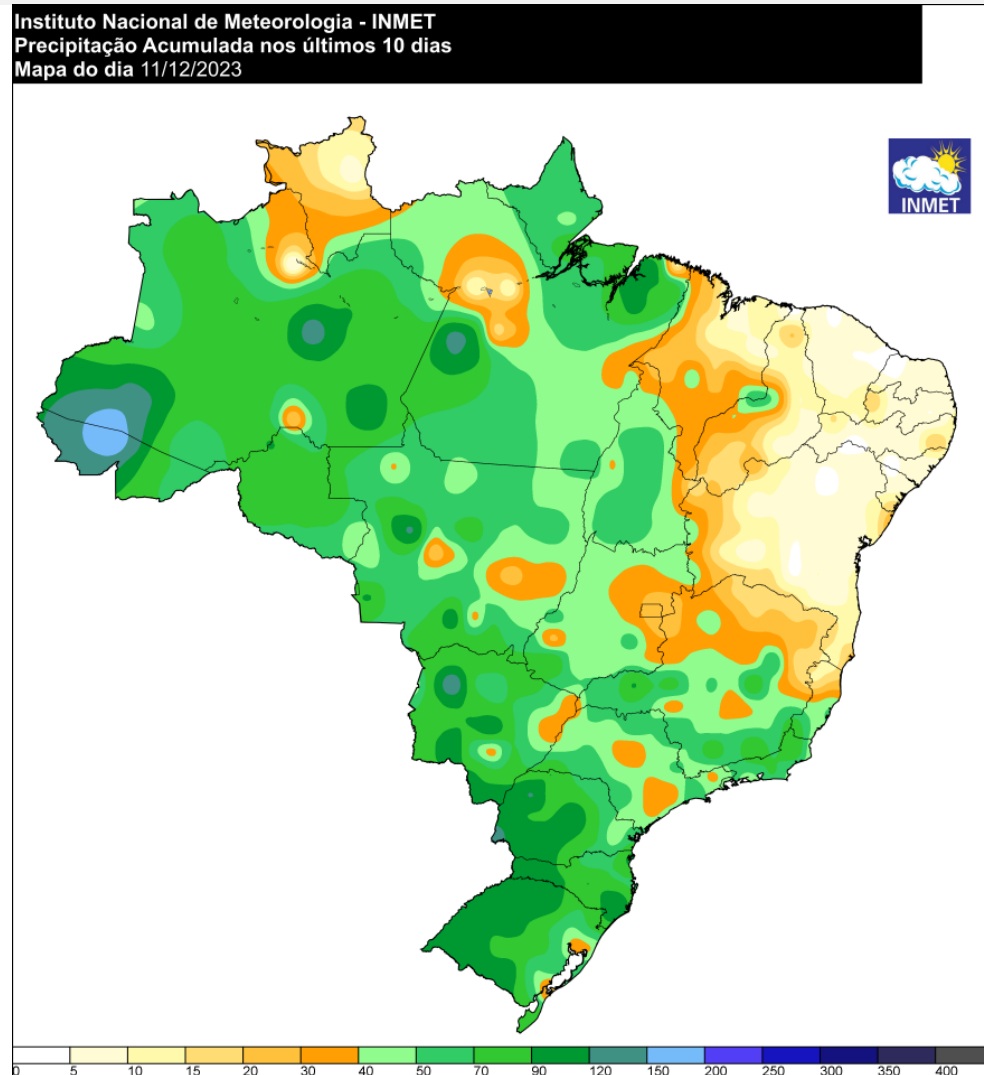 Instituto Nacional de Meteorologia - INMET
Precipitação Acumulada nos últimos 10 dias
Mapa do dia 11/12/2023
INMET
0 5 10 15 20 30 40 50 70 90 120 150 200 250 300 350 400